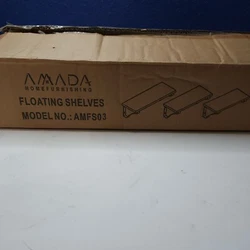 AMADA
HOMEFURNISHING
FLOATING SHELVES
MODEL NO.: AMFS03